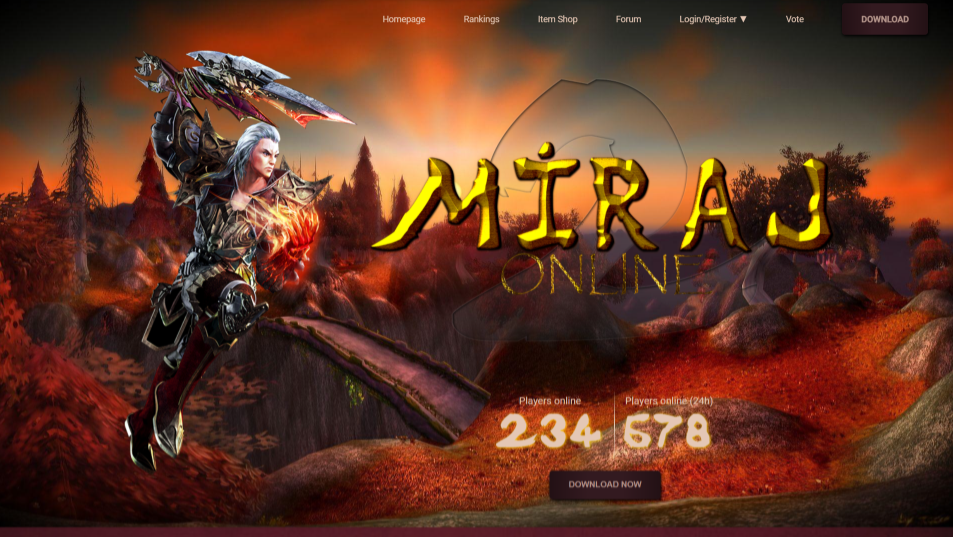 Homepage Rankings Item Shop Forum Login/Register ▼ Vote DOWNLOAD
MİRAJ
ONLINE
Players online Players online (24h)
234 678
DOWNLOAD NOW